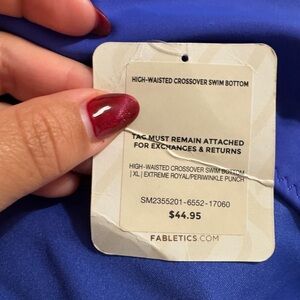 HIGH-WAISTED CROSSOVER SWIM BOTTOM
TAG MUST REMAIN ATTACHED
FOR EXCHANGES & RETURNS
HIGH-WAISTED CROSSOVER SWIM BOTTOM
| XL | EXTREME ROYAL/PERIWINKLE PUNCH
SM2355201-6552-17060
$44.95
FABLETICS.COM